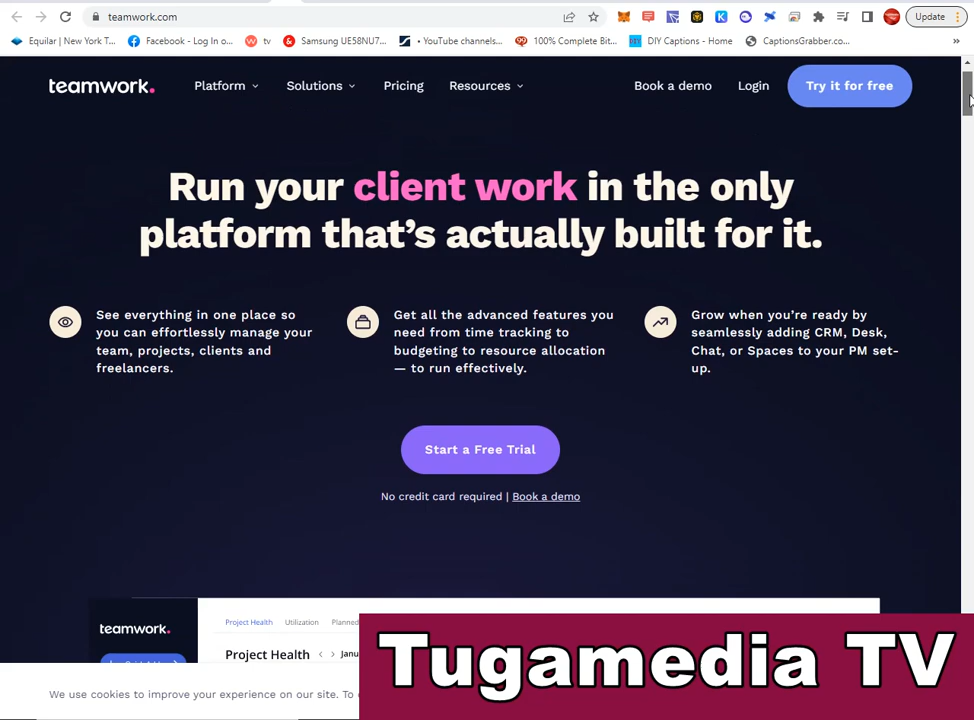 teamwork.com
Update
Equilar | New York T...
Facebook - Log In o...
tv
Samsung UE58NU7...
• YouTube channels...
100% Complete Bit...
DIY Captions - Home
CaptionsGrabber.co...
»
teamwork.
Platform
Solutions
Pricing
Resources
Book a demo
Login
Try it for free
Run your client work in the only
platform that's actually built for it.
See everything in one place so
you can effortlessly manage your
team, projects, clients and
freelancers.
Get all the advanced features you
need from time tracking to
budgeting to resource allocation
— to run effectively.
Grow when you're ready by
seamlessly adding CRM, Desk,
Chat, or Spaces to your PM set-
up.
Start a Free Trial
No credit card required | Book a demo
teamwork.
Project Health
Utilization
Planned
Project Health
Janu
We use cookies to improve your experience on our site. To
Tugamedia TV